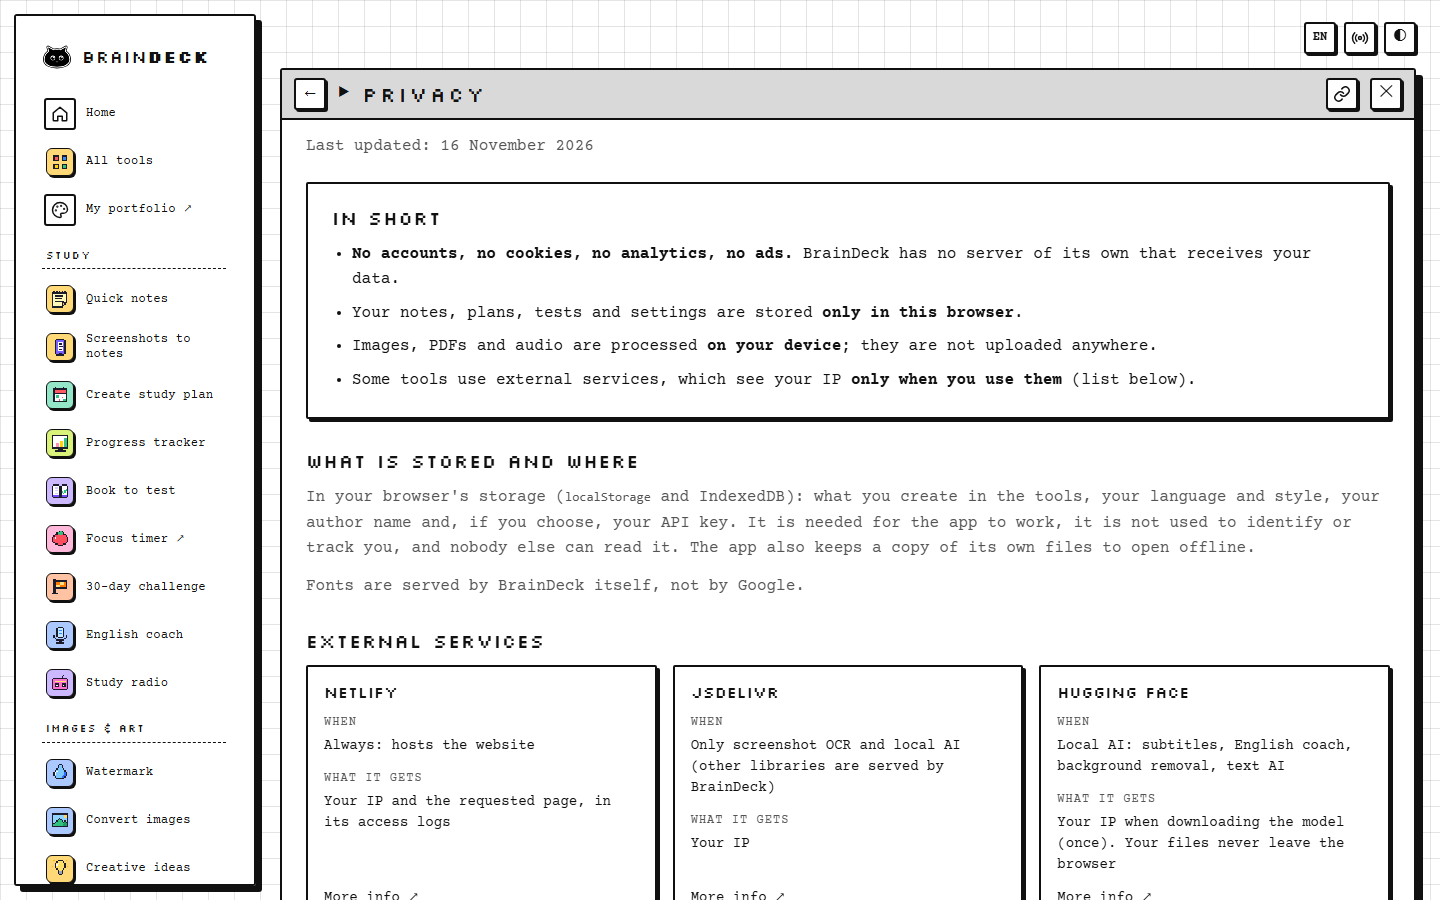 BRAINDECK
Home
All tools
My portfolio ↗
STUDY
Quick notes
Screenshots to
notes
Create study plan
Progress tracker
Book to test
Focus timer ↗
30-day challenge
English coach
Study radio
IMAGES & ART
Watermark
Convert images
Creative ideas
EN
← ▶ PRIVACY
Last updated: 16 November 2026
IN SHORT
• No accounts, no cookies, no analytics, no ads. BrainDeck has no server of its own that receives your
data.
• Your notes, plans, tests and settings are stored only in this browser.
• Images, PDFs and audio are processed on your device; they are not uploaded anywhere.
• Some tools use external services, which see your IP only when you use them (list below).
WHAT IS STORED AND WHERE
In your browser's storage (localStorage and IndexedDB): what you create in the tools, your language and style, your
author name and, if you choose, your API key. It is needed for the app to work, it is not used to identify or
track you, and nobody else can read it. The app also keeps a copy of its own files to open offline.
Fonts are served by BrainDeck itself, not by Google.
EXTERNAL SERVICES
NETLIFY
WHEN
Always: hosts the website
WHAT IT GETS
Your IP and the requested page, in
its access logs
More info ↗
JSDELIVR
WHEN
Only screenshot OCR and local AI
(other libraries are served by
BrainDeck)
WHAT IT GETS
Your IP
More info ↗
HUGGING FACE
WHEN
Local AI: subtitles, English coach,
background removal, text AI
WHAT IT GETS
Your IP when downloading the model
(once). Your files never leave the
browser
More info ↗